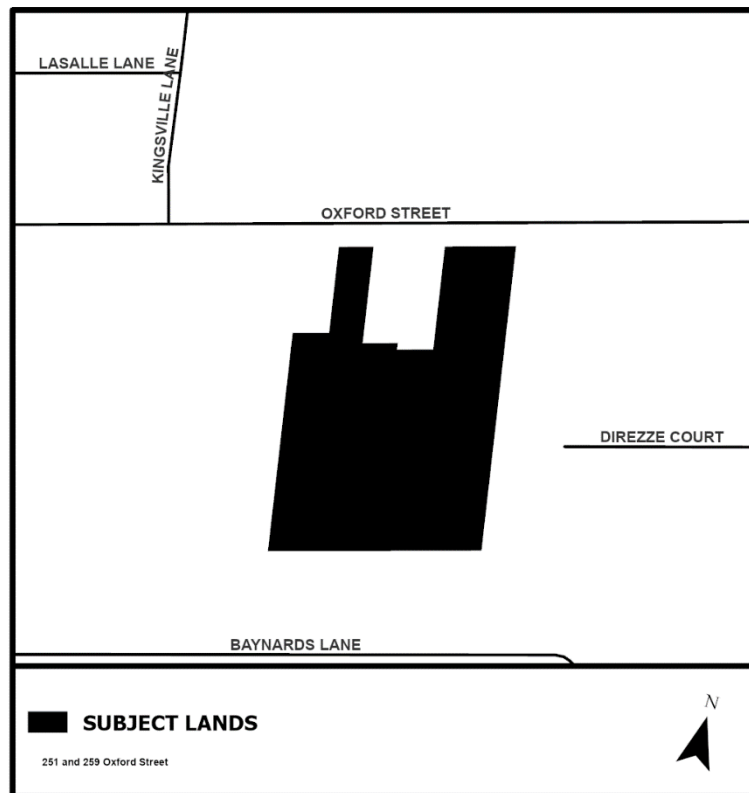 LASALLE LANE
KINGSVILLE LANE
OXFORD STREET
DIREZZE COURT
BAYNARDS LANE
SUBJECT LANDS
N
251 and 259 Oxford Street